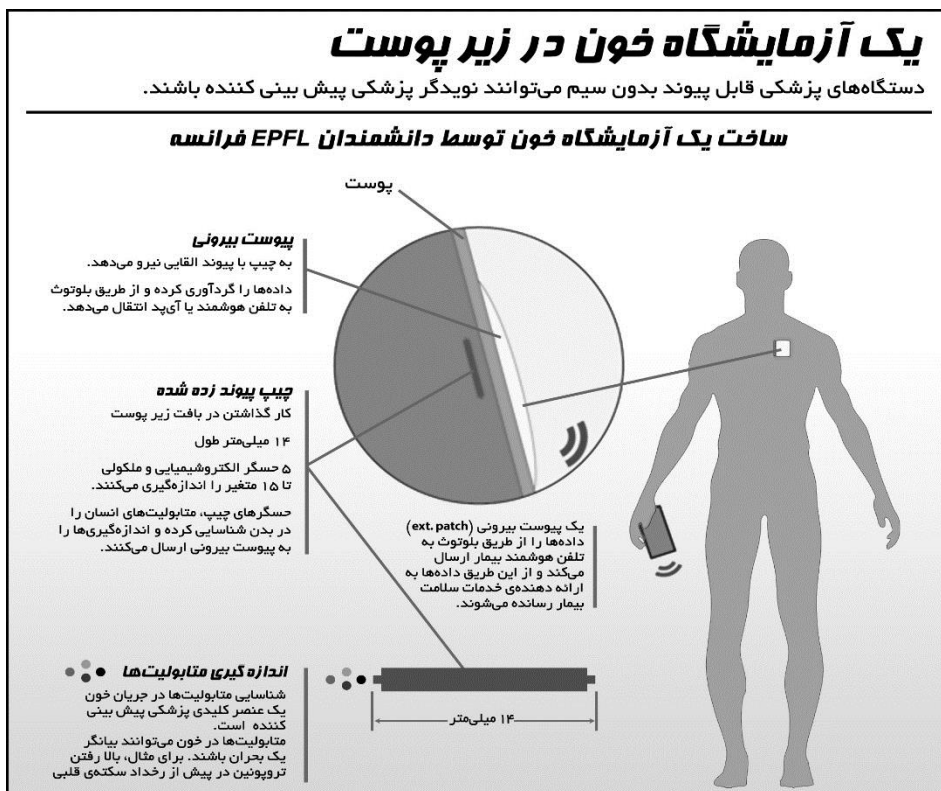 یک آزمایشگاه خون در زیر پوست
دستگاه‌های پزشکی قابل پیوند بدون سیم می‌توانند نویدگر پزشکی پیش بینی کننده باشند.
ساخت یک آزمایشگاه خون توسط دانشمندان EPFL فرانسه
پوست
پیوست بیرونی
به چیپ با پیوند القایی نیرو می‌دهد.
داده‌ها را گردآوری کرده و از طریق بلوتوث
به تلفن هوشمند یا آی‌پد انتقال می‌دهد.
چیپ پیوند زده شده
کار گذاشتن در بافت زیر پوست
۱۴ میلی‌متر طول
۵ حسگر الکتروشیمیایی و ملکولی
تا ۱۵ متغیر را اندازه‌گیری می‌کنند.
حسگرهای چیپ، متابولیت‌های انسان را
در بدن شناسایی کرده و اندازه‌گیری‌ها را
به پیوست بیرونی ارسال می‌کنند.
یک پیوست بیرونی (ext. patch)
داده‌ها را از طریق بلوتوث به
تلفن هوشمند بیمار ارسال
می‌کند و از این طریق داده‌ها به
ارائه دهنده‌ی خدمات سلامت
بیمار رسانده می‌شوند.
اندازه گیری متابولیت‌ها
شناسایی متابولیت‌ها در جریان خون
یک عنصر کلیدی پزشکی پیش بینی
کننده است.
متابولیت‌ها در خون می‌توانند بیانگر
یک بحران باشند. برای مثال، بالا رفتن
تروپونین در پیش از رخداد سکته‌ی قلبی
۱۴ میلی‌متر